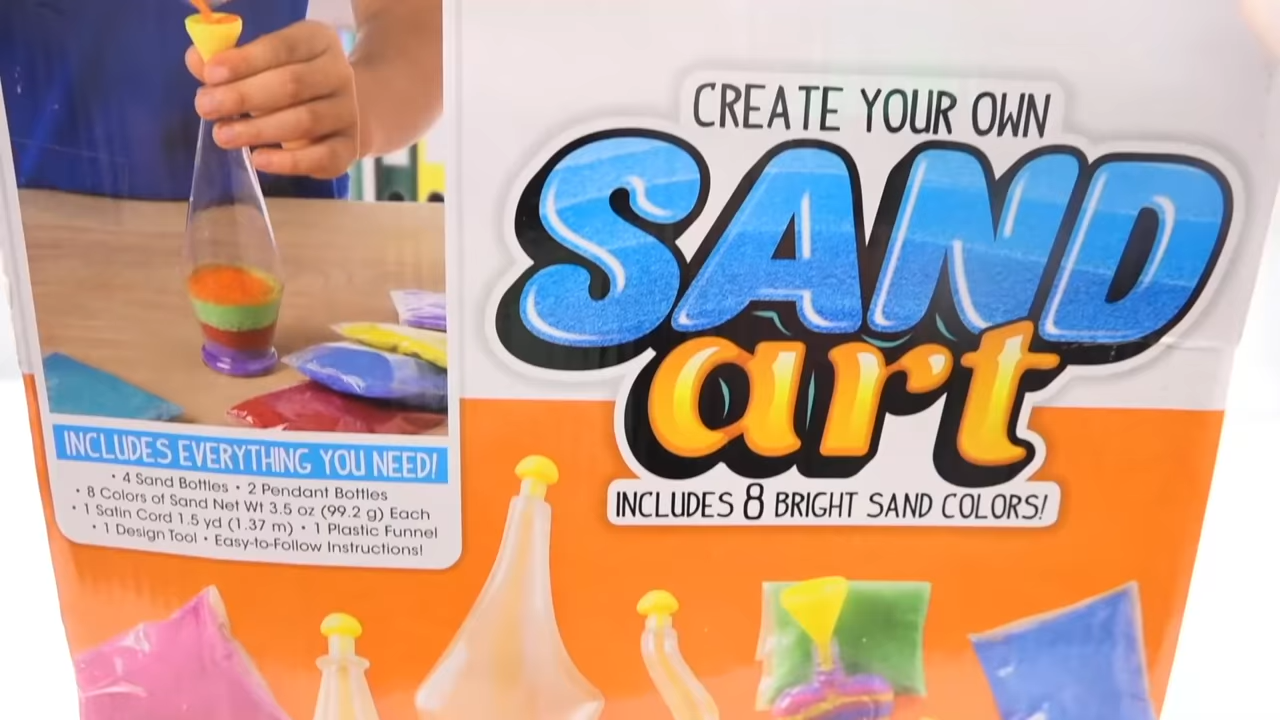 CREATE YOUR OWN
SAND
art
INCLUDES 8 BRIGHT SAND COLORS!
INCLUDES EVERYTHING YOU NEED!
• 4 Sand Bottles • 2 Pendant Bottles
• 8 Colors of Sand Net Wt 3.5 oz (99.2 g) Each
• 1 Satin Cord 1.5 yd (1.37 m) • 1 Plastic Funnel
• 1 Design Tool • Easy-to-Follow Instructions!